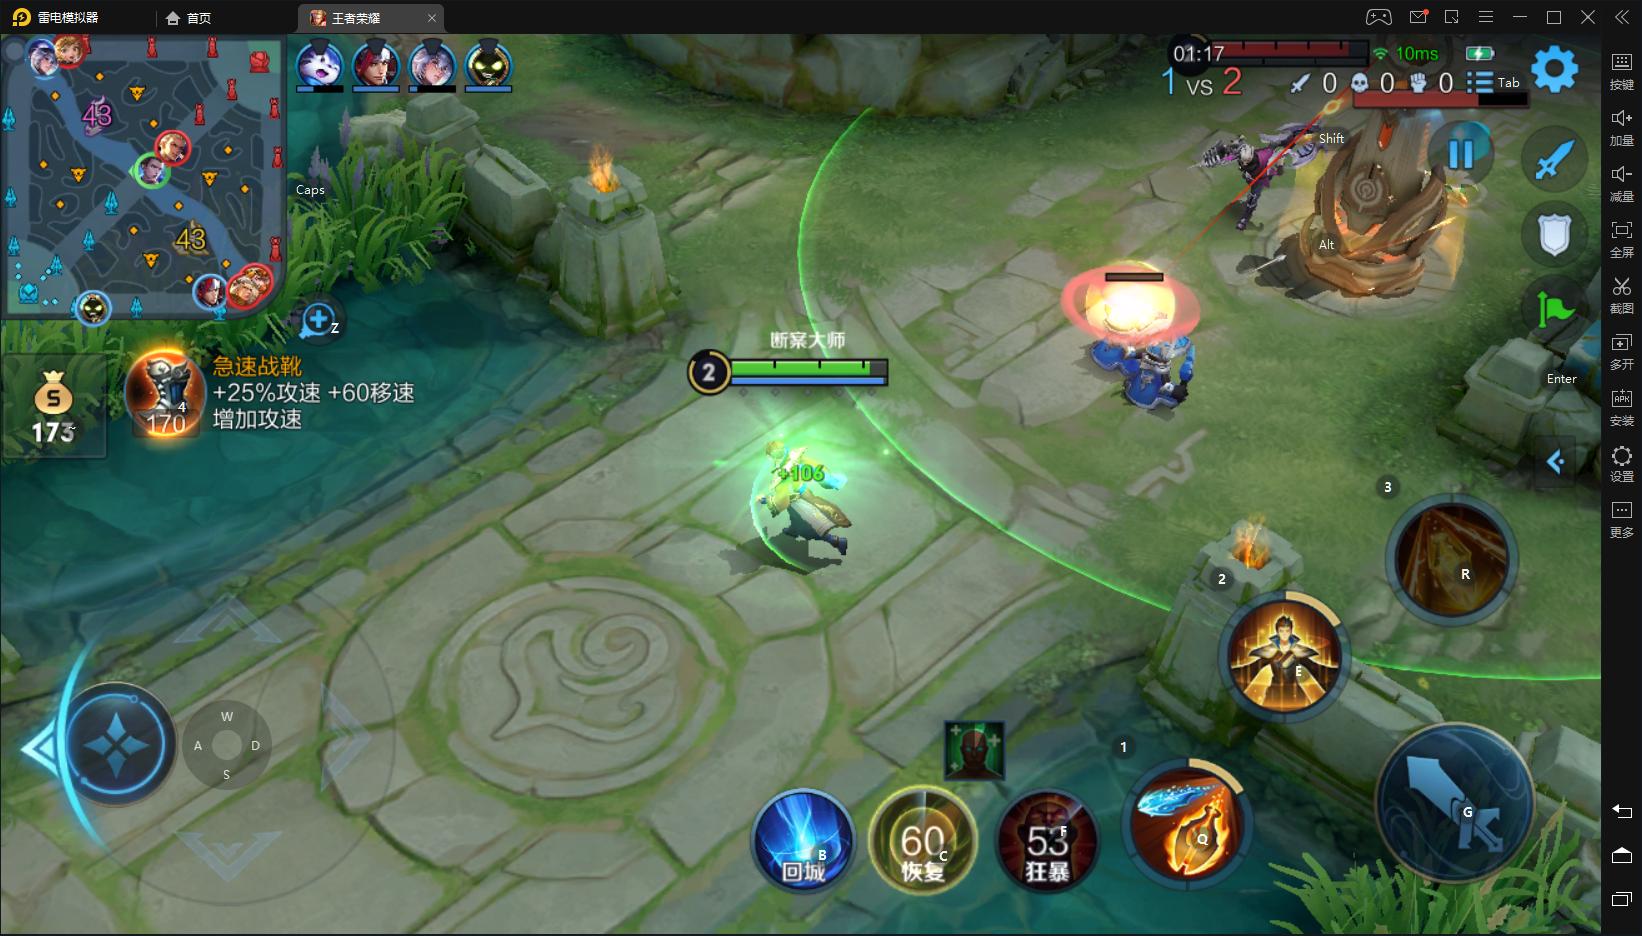 雷电模拟器
首页
王者荣耀
01:17
10ms
1 vs 2
0
0
0
Tab
按键
加量
减量
全屏
截图
多开
安装
设置
更多
43
43
Caps
Shift
Alt
Enter
Z
断案大师
2
急速战靴
+25%攻速 +60移速
增加攻速
4
170
S
173
+106
3
R
2
E
W
A
D
S
1
Q
G
B
回城
60
C
恢复
53
F
狂暴
APK